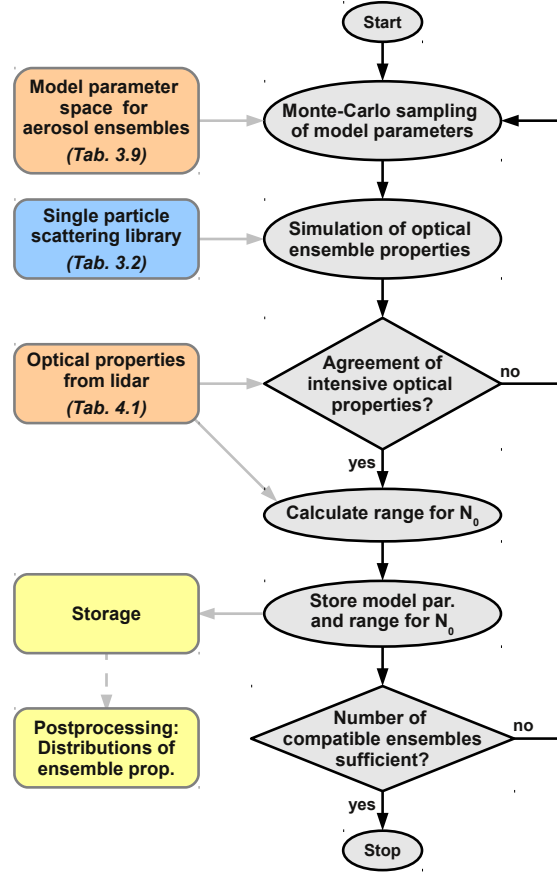 Start
Model parameter
space for
aerosol ensembles
(Tab. 3.9)
Monte-Carlo sampling
of model parameters
Single particle
scattering library
(Tab. 3.2)
Simulation of optical
ensemble properties
Optical properties
from lidar
(Tab. 4.1)
Agreement of
intensive optical
properties?
no
yes
Calculate range for N₀
Storage
Store model par.
and range for N₀
Postprocessing:
Distributions of
ensemble prop.
Number of
compatible ensembles
sufficient?
no
yes
Stop